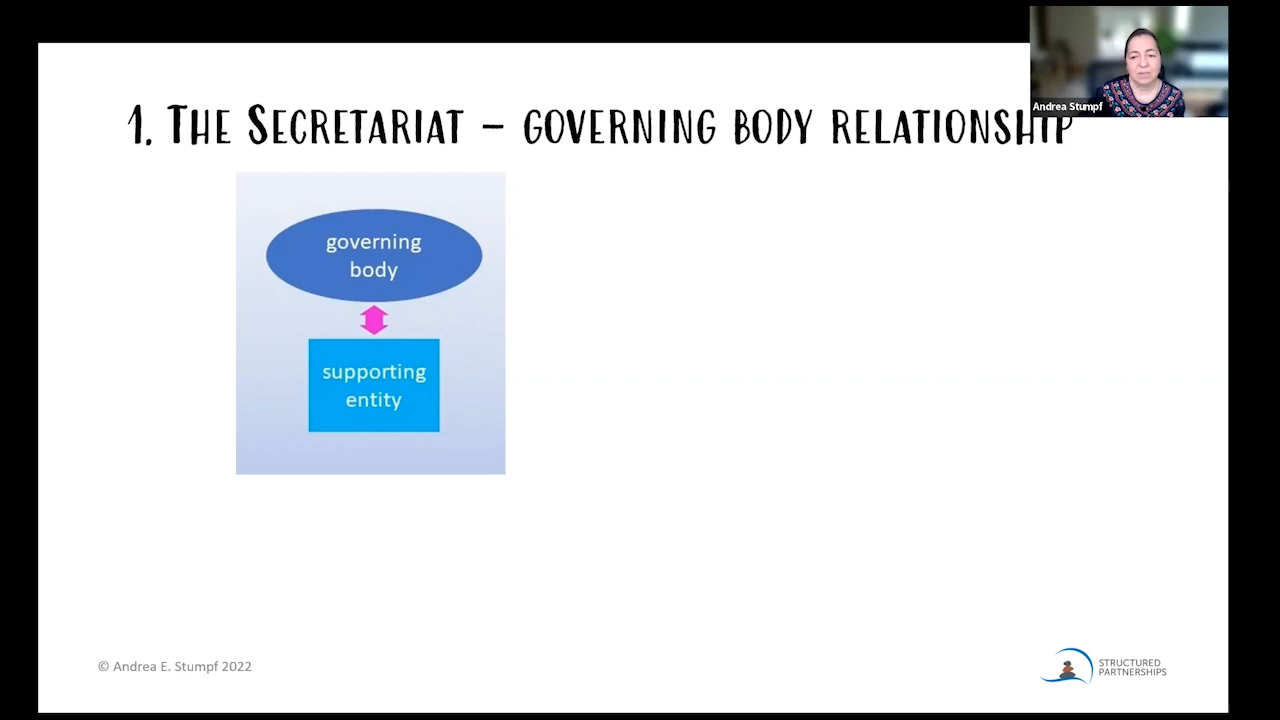 1. The Secretariat – governing body relationship
Andrea Stumpf
governing
body
supporting
entity
© Andrea E. Stumpf 2022
STRUCTURED
PARTNERSHIPS